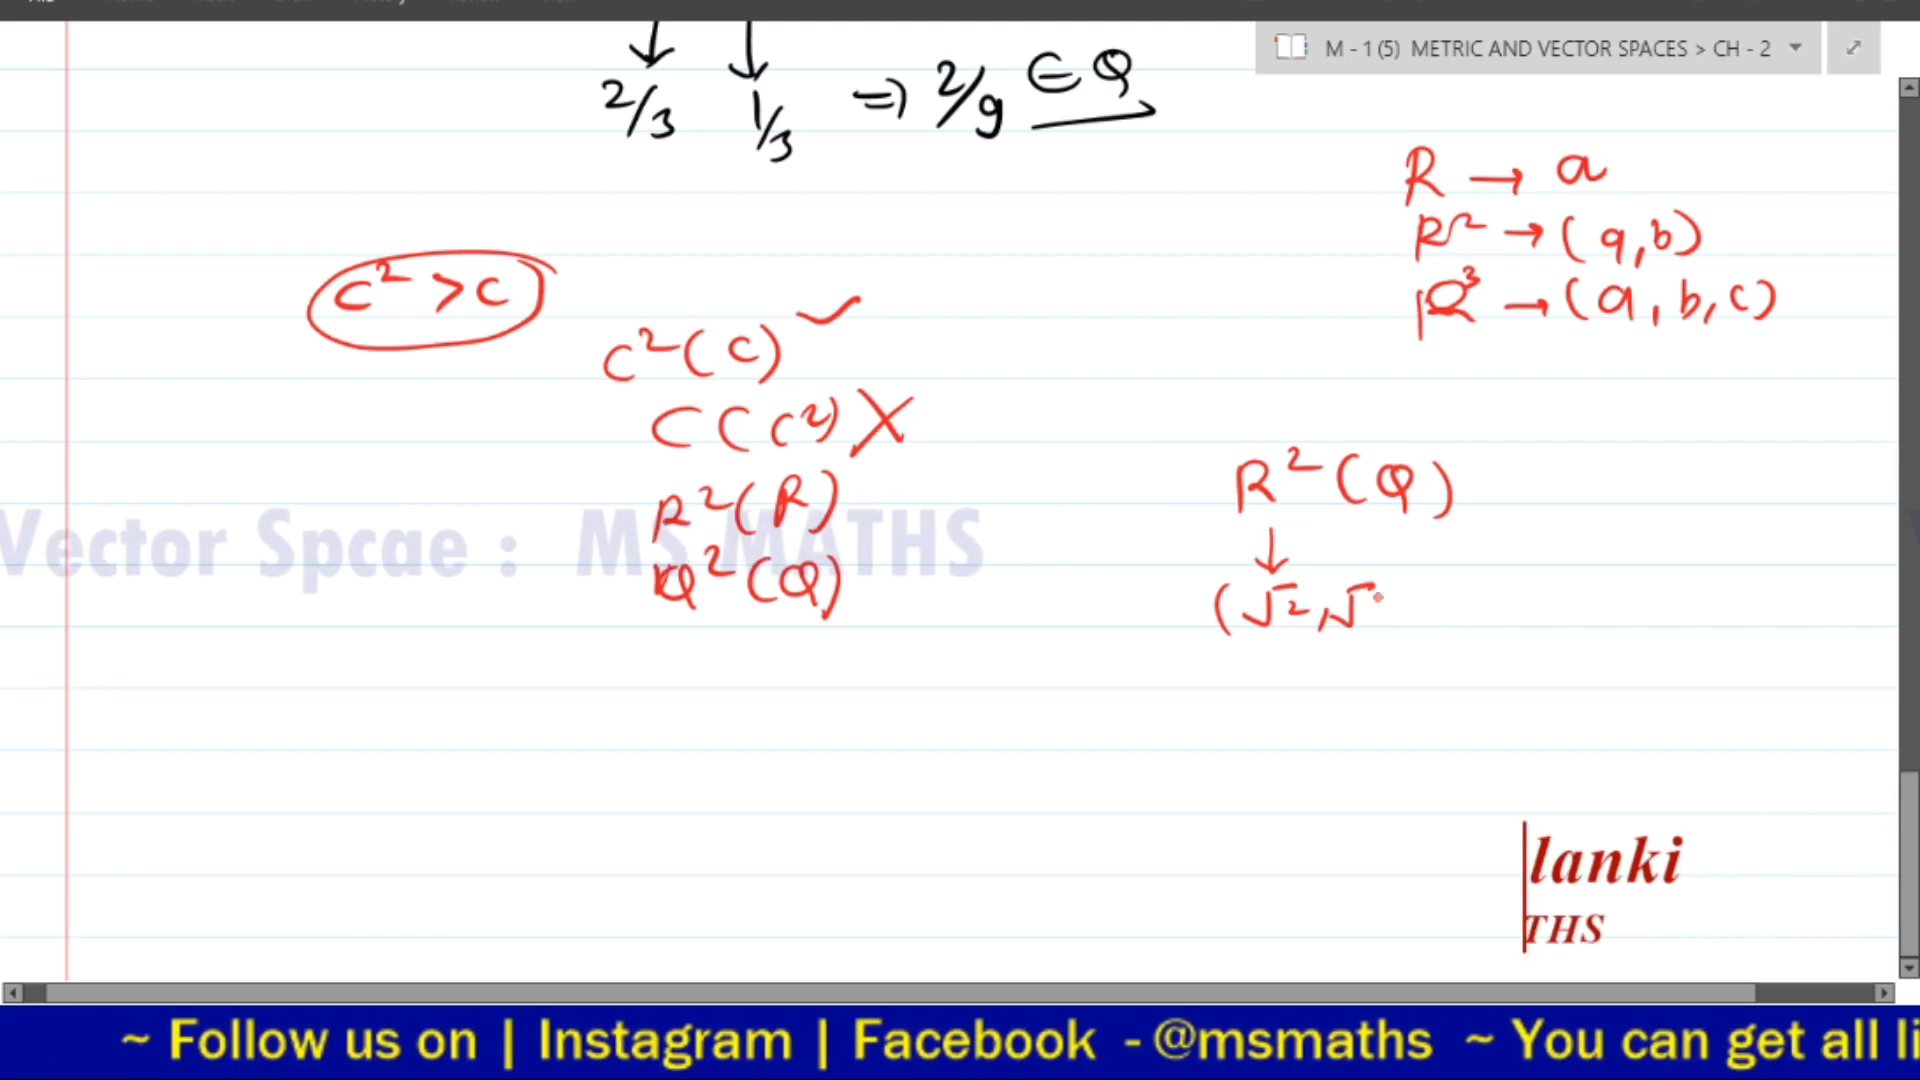 M - 1 (5) METRIC AND VECTOR SPACES > CH - 2
2/3 1/3 => 2/9 ∈ Q
R → a
R² → (a,b)
R³ → (a, b, c)
c² > c
C²(C) ✓
C(C²) X
R²(R)
Q²(Q)
R²(Q)
↓
(√2, √
Vector Spcae : MS MATHS
lanki
THS
~ Follow us on | Instagram | Facebook - @msmaths ~ You can get all li